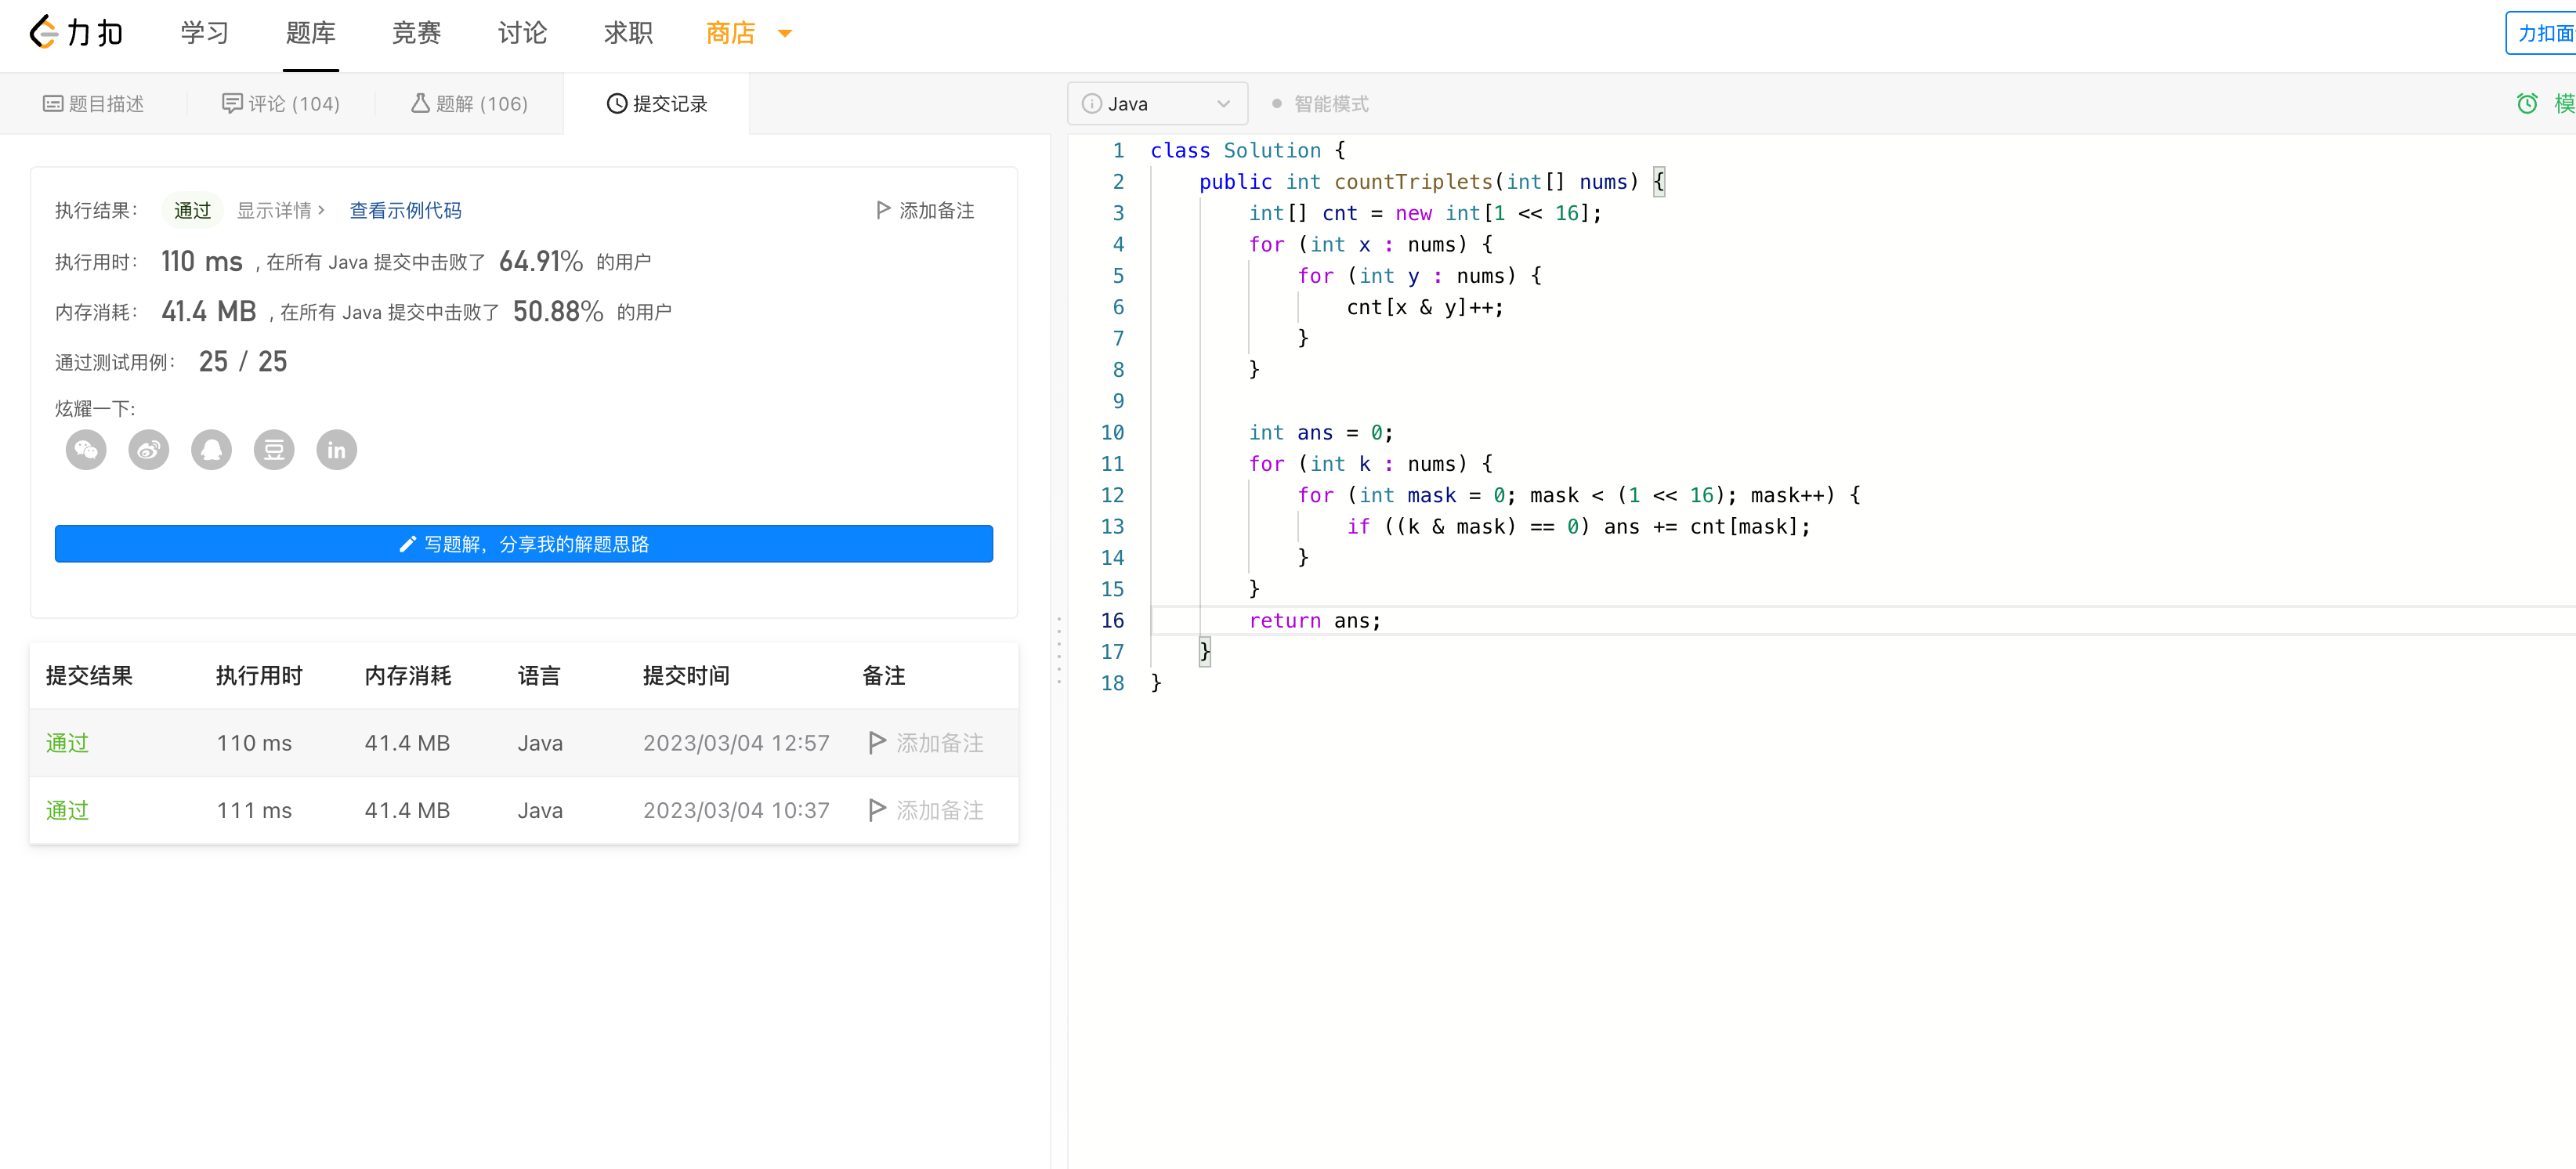 力扣 学习 题库 竞赛 讨论 求职 商店 力扣面
题目描述 评论 (104) 题解 (106) 提交记录
执行结果： 通过 显示详情 › 查看示例代码 添加备注
执行用时： 110 ms , 在所有 Java 提交中击败了 64.91% 的用户
内存消耗： 41.4 MB , 在所有 Java 提交中击败了 50.88% 的用户
通过测试用例： 25 / 25
炫耀一下:
豆 in
写题解，分享我的解题思路
提交结果 执行用时 内存消耗 语言 提交时间 备注
通过 110 ms 41.4 MB Java 2023/03/04 12:57 添加备注
通过 111 ms 41.4 MB Java 2023/03/04 10:37 添加备注
Java 智能模式 模
1 class Solution {
2 public int countTriplets(int[] nums) {
3 int[] cnt = new int[1 << 16];
4 for (int x : nums) {
5 for (int y : nums) {
6 cnt[x & y]++;
7 }
8 }
9
10 int ans = 0;
11 for (int k : nums) {
12 for (int mask = 0; mask < (1 << 16); mask++) {
13 if ((k & mask) == 0) ans += cnt[mask];
14 }
15 }
16 return ans;
17 }
18 }